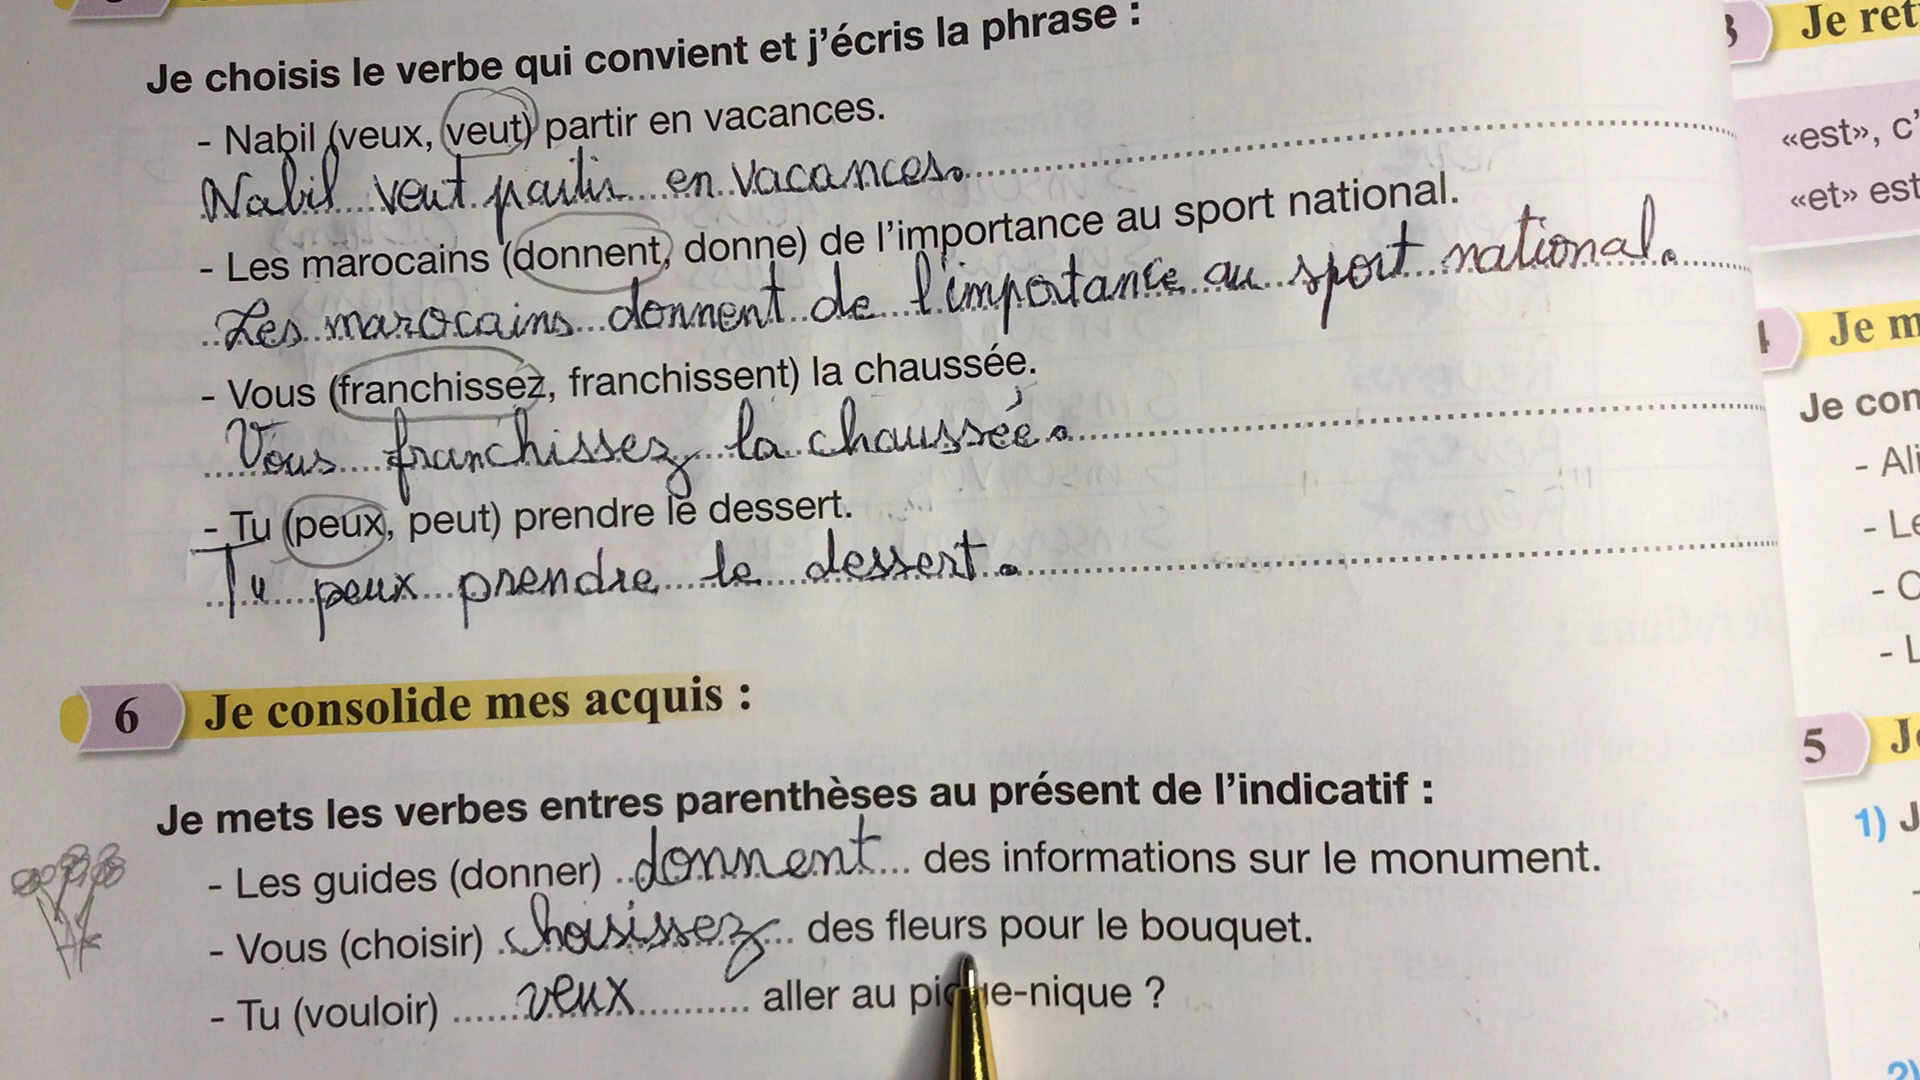 Je choisis le verbe qui convient et j'écris la phrase :
- Nabil (veux, veut) partir en vacances.
Nabil veut partir en vacances.
- Les marocains (donnent, donne) de l'importance au sport national.
Les marocains donnent de l'importance au sport national.
- Vous (franchissez, franchissent) la chaussée.
Vous franchissez la chaussée.
- Tu (peux, peut) prendre le dessert.
Tu peux prendre le dessert.
6 Je consolide mes acquis :
Je mets les verbes entres parenthèses au présent de l'indicatif :
- Les guides (donner) donnent des informations sur le monument.
- Vous (choisir) choisissez des fleurs pour le bouquet.
- Tu (vouloir) veux aller au pique-nique ?
3 Je ret
«est», c'
«et» est
4 Je m
Je con
- Ali
- Le
- C
- L
5 Je
1) J
-
2)